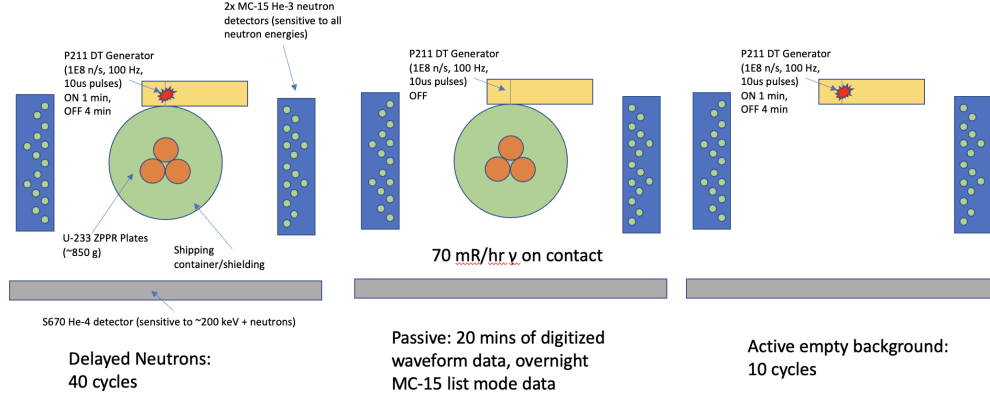 2x MC-15 He-3 neutron
detectors (sensitive to all
neutron energies)
P211 DT Generator
(1E8 n/s, 100 Hz,
10us pulses)
ON 1 min,
OFF 4 min
U-233 ZPPR Plates
(~850 g)
Shipping
container/shielding
S670 He-4 detector (sensitive to ~200 keV + neutrons)
Delayed Neutrons:
40 cycles
P211 DT Generator
(1E8 n/s, 100 Hz,
10us pulses)
OFF
70 mR/hr γ on contact
Passive: 20 mins of digitized
waveform data, overnight
MC-15 list mode data
P211 DT Generator
(1E8 n/s, 100 Hz,
10us pulses)
ON 1 min,
OFF 4 min
Active empty background:
10 cycles